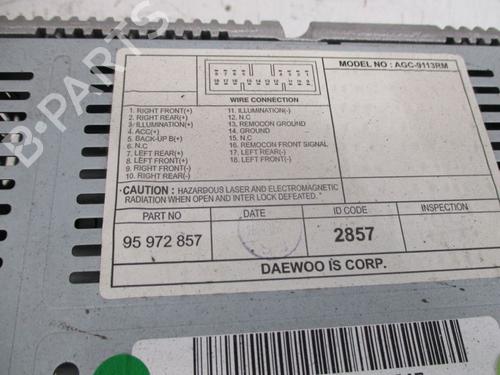 B-PARTS
MODEL NO : AGC-9113RM
WIRE CONNECTION
1. RIGHT FRONT(+) 11. ILLUMINATION(-)
2. RIGHT REAR(+) 12. N.C
3. ILLUMINATION(+) 13. REMOCON GROUND
4. ACC(+) 14. GROUND
5. BACK-UP B(+) 15. N.C
6. N.C 16. REMOCON FRONT SIGNAL
7. LEFT REAR(+) 17. LEFT REAR(-)
8. LEFT FRONT(+) 18. LEFT FRONT(-)
9. RIGHT FRONT(-)
10. RIGHT REAR(-)
CAUTION : HAZARDOUS LASER AND ELECTROMAGNETIC
RADIATION WHEN OPEN AND INTER LOCK DEFEATED.
PART NO DATE ID CODE INSPECTION
95 972 857 2857
DAEWOO IS CORP.